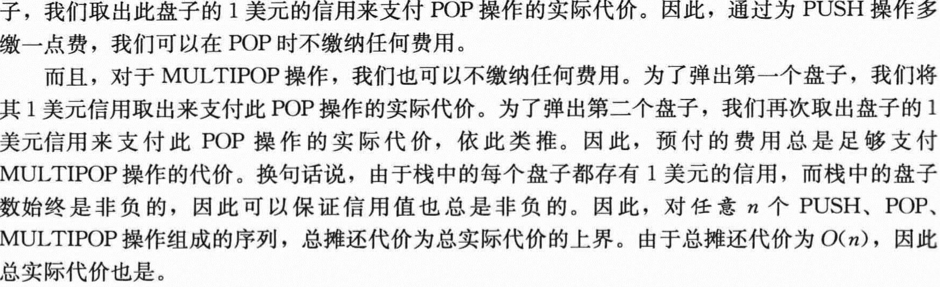 子，我们取出此盘子的 1 美元的信用来支付 POP 操作的实际代价。因此，通过为 PUSH 操作多
缴一点费，我们可以在 POP 时不缴纳任何费用。
而且，对于 MULTIPOP 操作，我们也可以不缴纳任何费用。为了弹出第一个盘子，我们将
其 1 美元信用取出来支付此 POP 操作的实际代价。为了弹出第二个盘子，我们再次取出盘子的 1
美元信用来支付此 POP 操作的实际代价，依此类推。因此，预付的费用总是足够支付
MULTIPOP 操作的代价。换句话说，由于栈中的每个盘子都存有 1 美元的信用，而栈中的盘子
数始终是非负的，因此可以保证信用值也总是非负的。因此，对任意 n 个 PUSH、POP、
MULTIPOP 操作组成的序列，总摊还代价为总实际代价的上界。由于总摊还代价为 O(n)，因此
总实际代价也是。